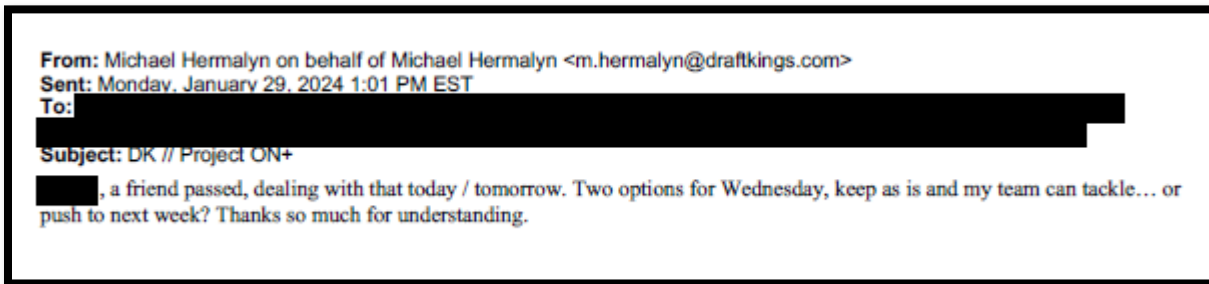 From: Michael Hermalyn on behalf of Michael Hermalyn <m.hermalyn@draftkings.com>
Sent: Monday, January 29, 2024 1:01 PM EST
To:
Subject: DK // Project ON+
, a friend passed, dealing with that today / tomorrow. Two options for Wednesday, keep as is and my team can tackle… or
push to next week? Thanks so much for understanding.